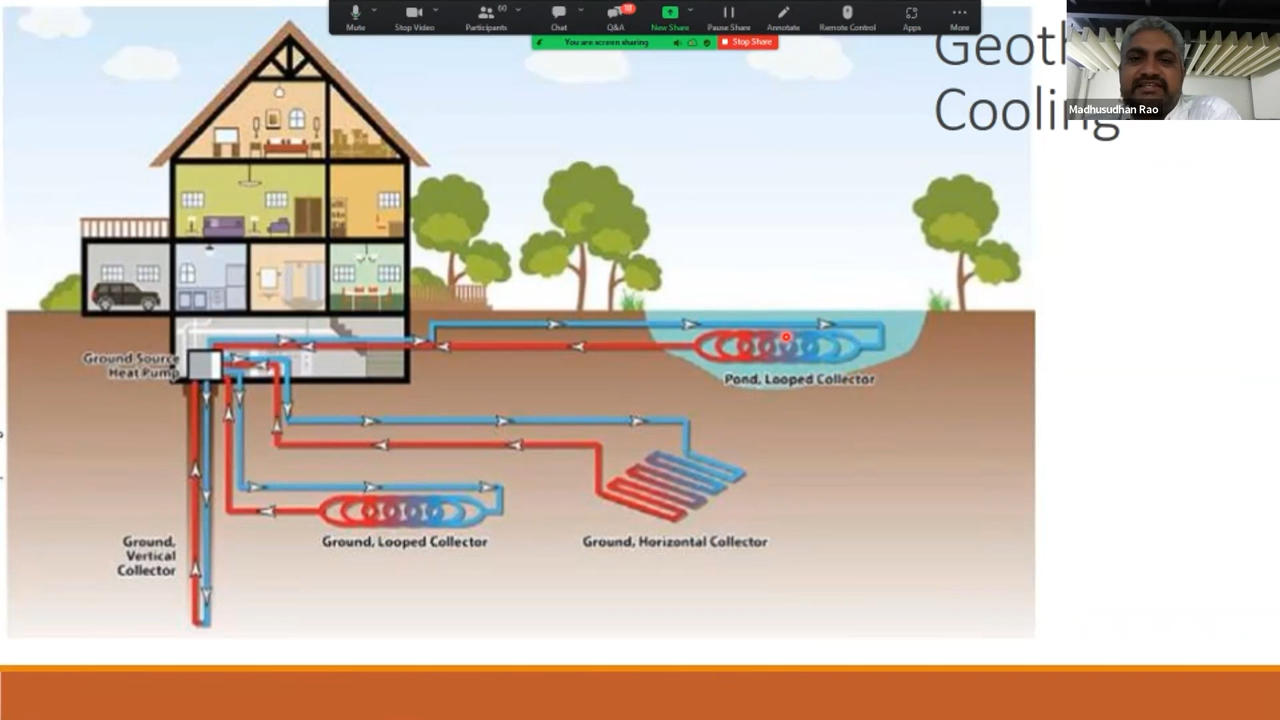 60
Mute
Stop Video
Participants
Chat
Q&A
New Share
Pause Share
Annotate
Remote Control
Apps
More
You are screen sharing
Stop Share
Cooling
Madhusudhan Rao
Ground Source
Heat Pump
Pond, Looped Collector
Ground,
Vertical
Collector
Ground, Looped Collector
Ground, Horizontal Collector